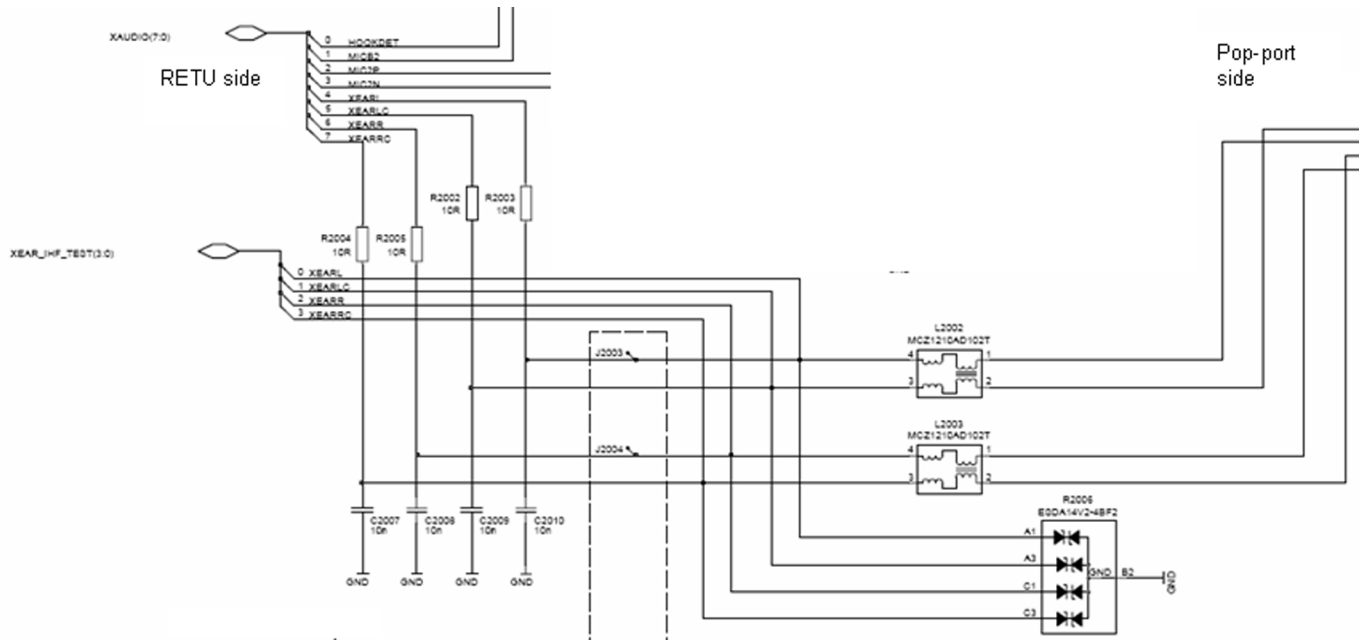 XAUDIO(7:0)
RETU side
Pop-port
side
0 HOOKDET
1 MICB2
2 MIC2P
3 MIC2N
4 XEARL
5 XEARLC
6 XEARR
7 XEARRC
R2002
10R
R2003
10R
R2004
10R
R2005
10R
XEAR_IHF_TEST(3:0)
0 XEARL
1 XEARLC
2 XEARR
3 XEARRC
L2002
MCZ1210AD102T
J2003
4
1
3
2
L2003
MCZ1210AD102T
J2004
4
1
3
2
C2007
10n
C2008
10n
C2009
10n
C2010
10n
GND
GND
GND
GND
R2006
E0DA14V2-4BF2
A1
A3
C1
C3
GND
B2
GND